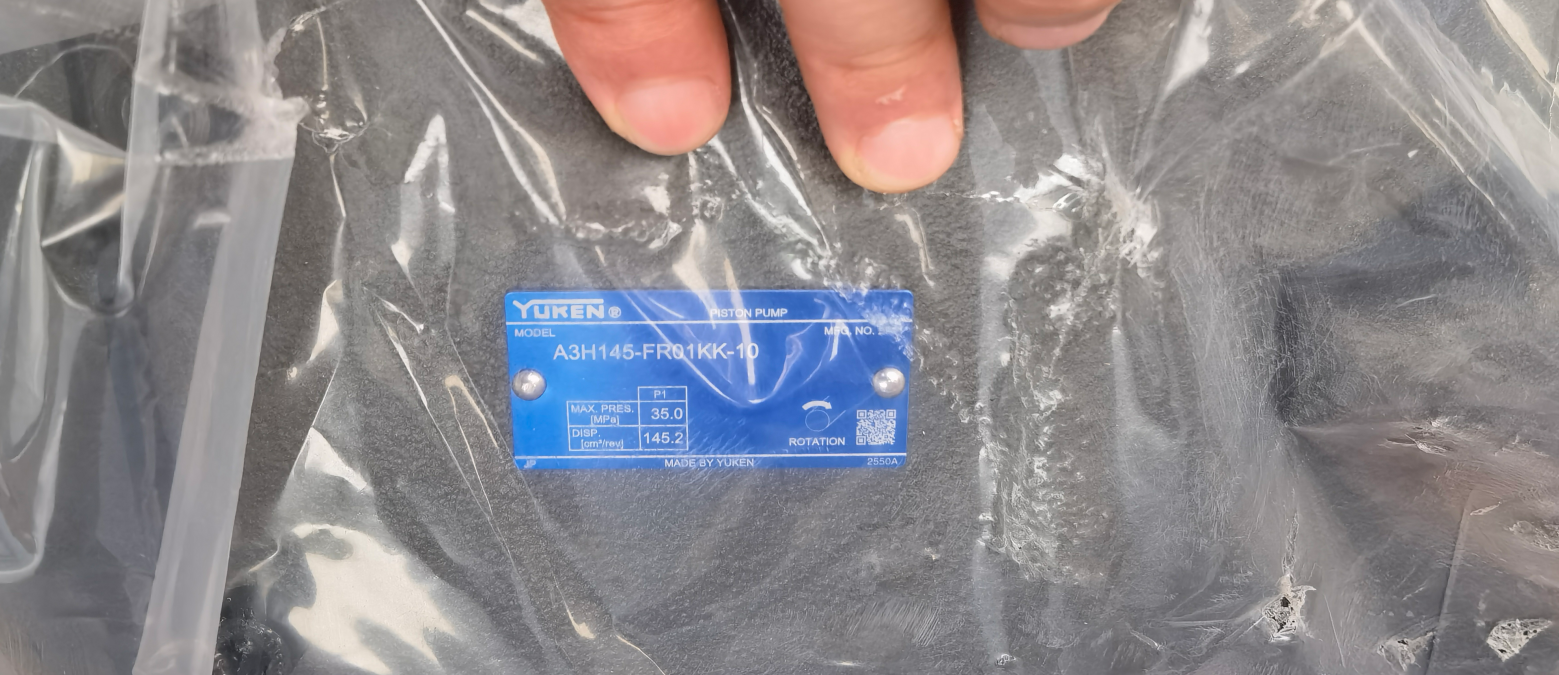 YUKEN®
PISTON PUMP
MODEL
MFG. NO.
A3H145-FR01KK-10
P1
MAX. PRES. [MPa] 35.0
DISP. [cm³/rev] 145.2
ROTATION
JP
MADE BY YUKEN
2550A